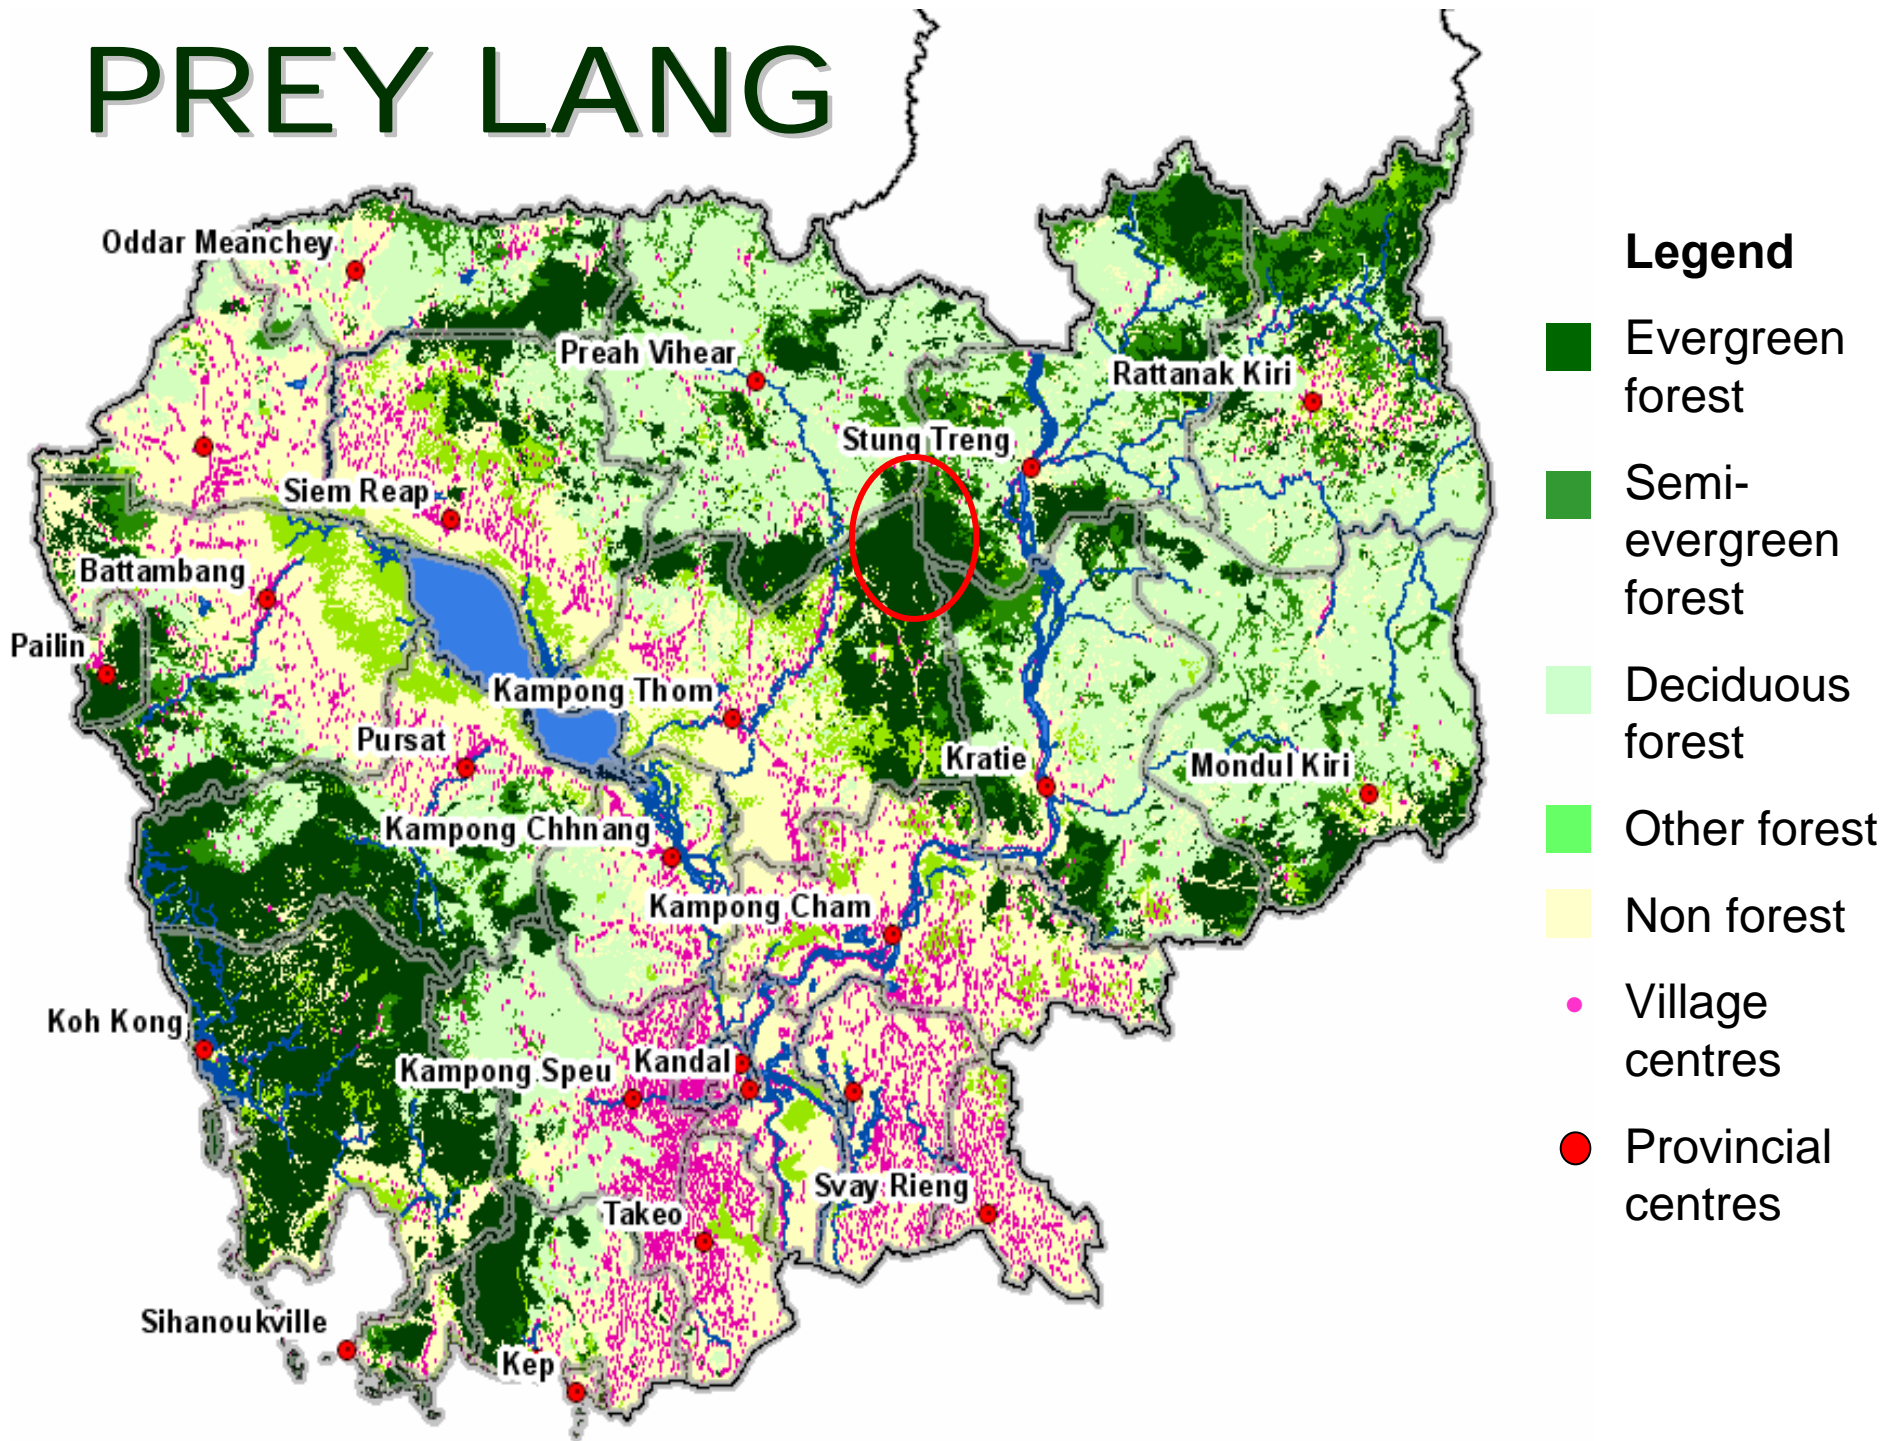 PREY LANG
Oddar Meanchey
Preah Vihear
Rattanak Kiri
Stung Treng
Siem Reap
Battambang
Pailin
Kampong Thom
Pursat
Kratie
Mondul Kiri
Kampong Chhnang
Kampong Cham
Koh Kong
Kampong Speu
Kandal
Svay Rieng
Takeo
Sihanoukville
Kep
Legend
Evergreen
forest
Semi-
evergreen
forest
Deciduous
forest
Other forest
Non forest
Village
centres
Provincial
centres